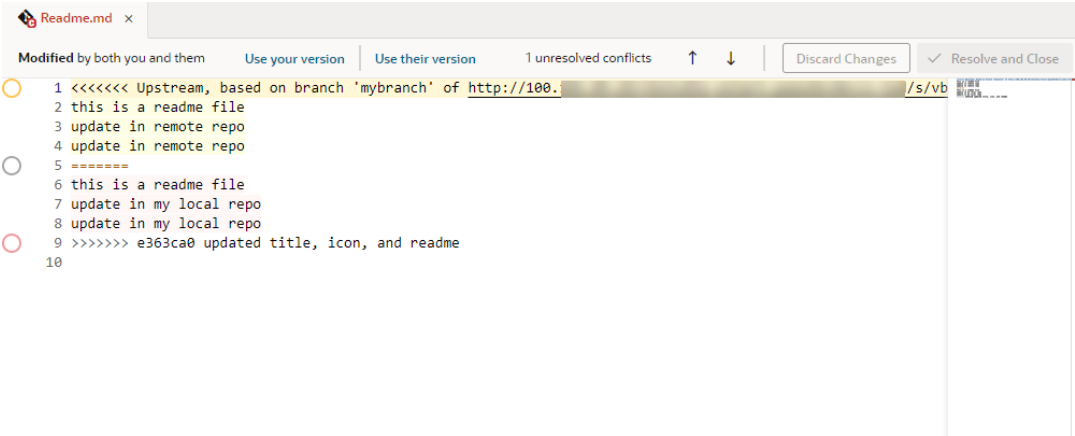 Readme.md ×
Modified by both you and them Use your version Use their version 1 unresolved conflicts ↑ ↓ Discard Changes ✓ Resolve and Close
1 <<<<<<< Upstream, based on branch 'mybranch' of http://100. /s/vb
2 this is a readme file
3 update in remote repo
4 update in remote repo
5 =======
6 this is a readme file
7 update in my local repo
8 update in my local repo
9 >>>>>>> e363ca0 updated title, icon, and readme
10